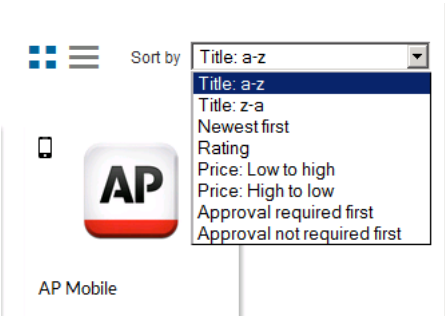 Sort by Title: a-z
Title: a-z
Title: z-a
Newest first
Rating
Price: Low to high
Price: High to low
Approval required first
Approval not required first
AP
AP Mobile